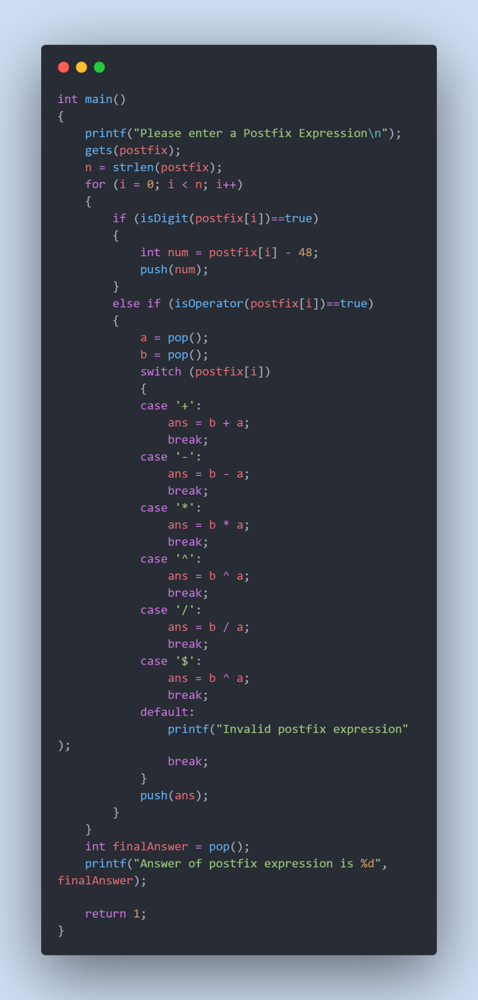 int main()
{
    printf("Please enter a Postfix Expression\n");
    gets(postfix);
    n = strlen(postfix);
    for (i = 0; i < n; i++)
    {
        if (isDigit(postfix[i])==true)
        {
            int num = postfix[i] - 48;
            push(num);
        }
        else if (isOperator(postfix[i])==true)
        {
            a = pop();
            b = pop();
            switch (postfix[i])
            {
            case '+':
                ans = b + a;
                break;
            case '-':
                ans = b - a;
                break;
            case '*':
                ans = b * a;
                break;
            case '^':
                ans = b ^ a;
                break;
            case '/':
                ans = b / a;
                break;
            case '$':
                ans = b ^ a;
                break;
            default:
                printf("Invalid postfix expression"
);
                break;
            }
            push(ans);
        }
    }
    int finalAnswer = pop();
    printf("Answer of postfix expression is %d",
finalAnswer);

    return 1;
}